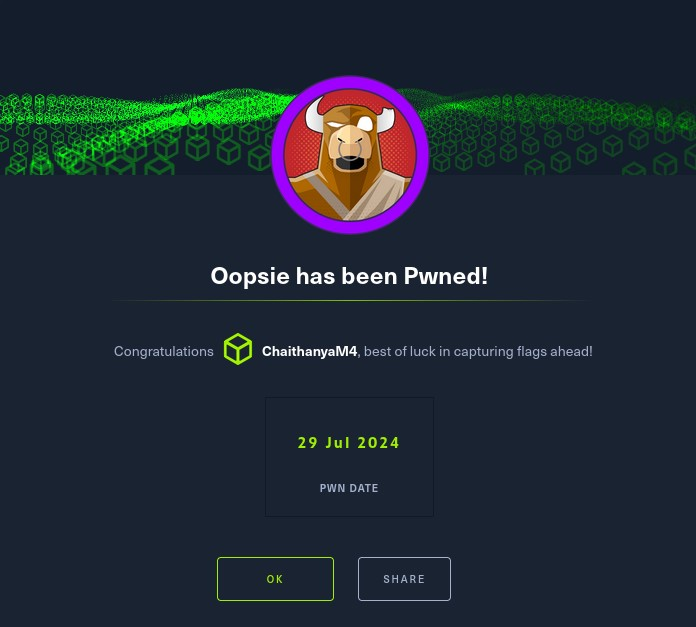 Oopsie has been Pwned!
Congratulations ChaithanyaM4, best of luck in capturing flags ahead!
29 Jul 2024
PWN DATE
OK SHARE